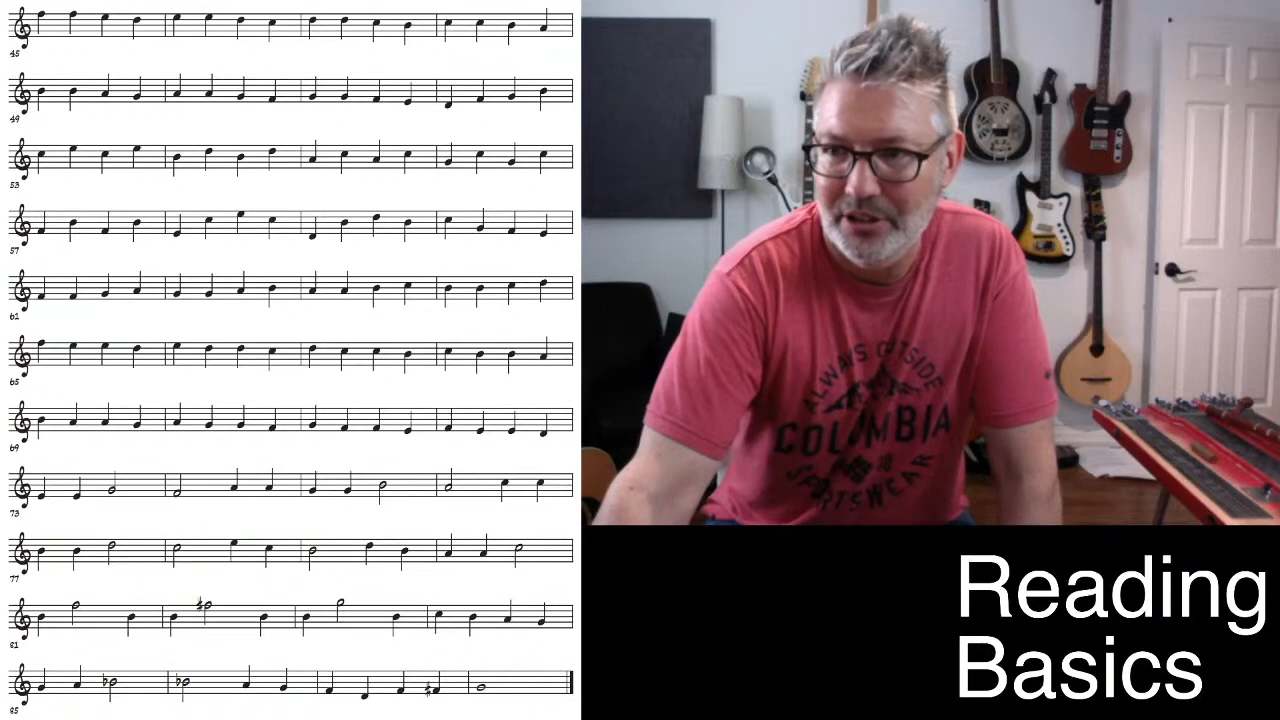 45
49
53
57
61
65
69
73
77
81
85
ALWAYS OUTSIDE
COLUMBIA
SPORTSWEAR
Reading
Basics